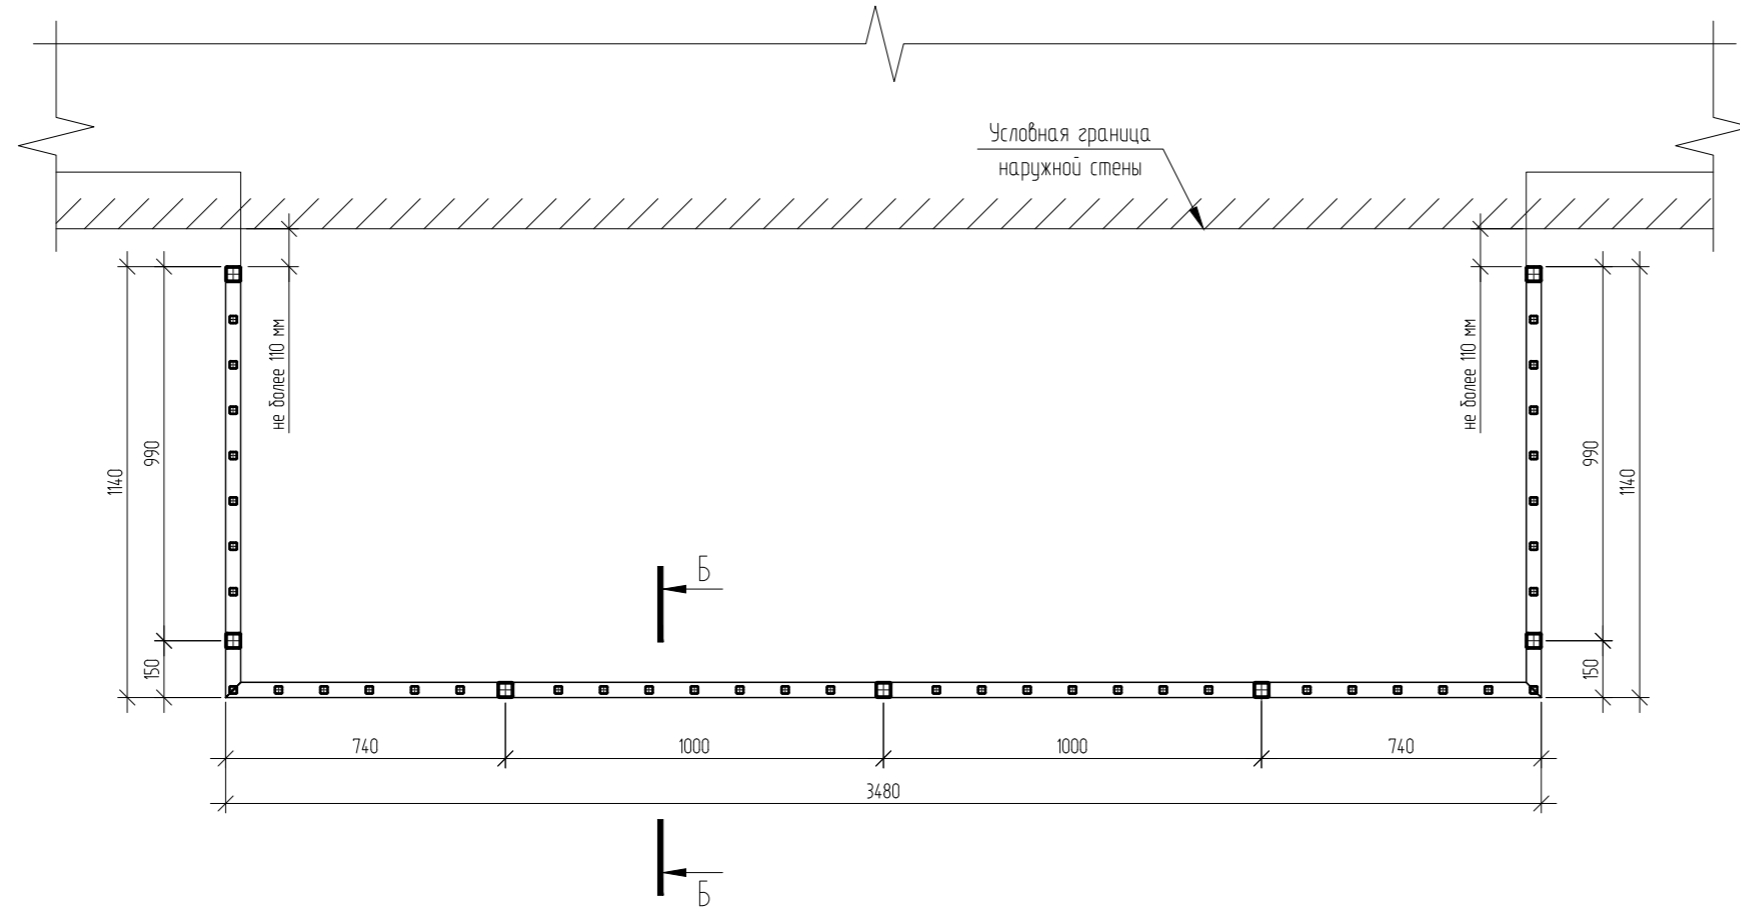 Условная граница
наружной стены
не более 110 мм
не более 110 мм
990
1140
990
1140
Б
150
150
740
1000
1000
740
3480
Б